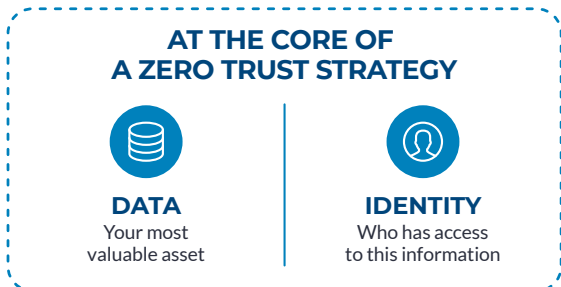 AT THE CORE OF
A ZERO TRUST STRATEGY
DATA
Your most
valuable asset
IDENTITY
Who has access
to this information